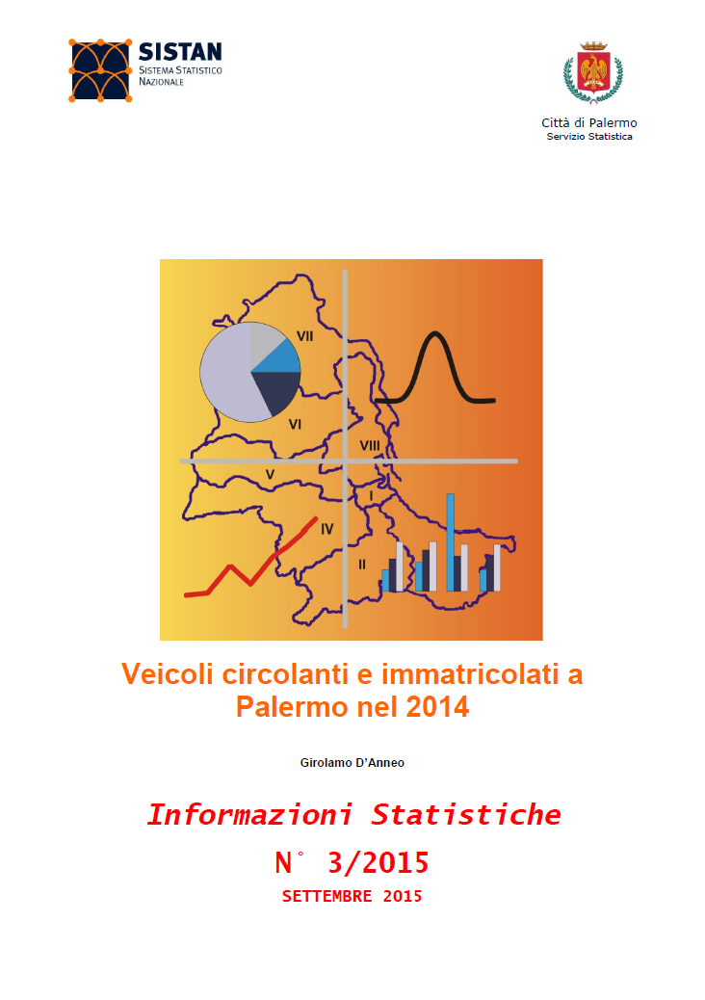 SISTAN
SISTEMA STATISTICO
NAZIONALE
Città di Palermo
Servizio Statistica
VII
VI
VIII
V
I
IV
II
Veicoli circolanti e immatricolati a
Palermo nel 2014
Girolamo D'Anneo
Informazioni Statistiche
N° 3/2015
SETTEMBRE 2015